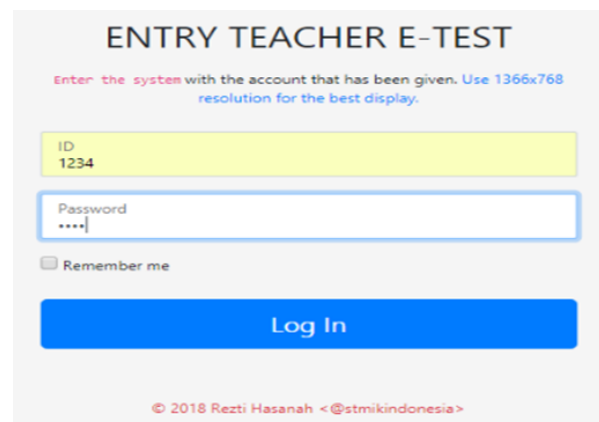 ENTRY TEACHER E-TEST
Enter the system with the account that has been given. Use 1366x768
resolution for the best display.
ID
1234
Password
••••
Remember me
Log In
© 2018 Rezti Hasanah <@stmikindonesia>